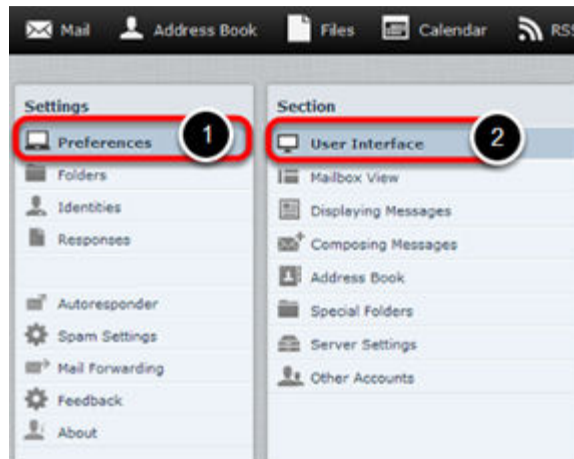 Mail Address Book Files Calendar RSS
Settings
Preferences 1
Folders
Identities
Responses
Autoresponder
Spam Settings
Mail Forwarding
Feedback
About
Section
User Interface 2
Mailbox View
Displaying Messages
Composing Messages
Address Book
Special Folders
Server Settings
Other Accounts